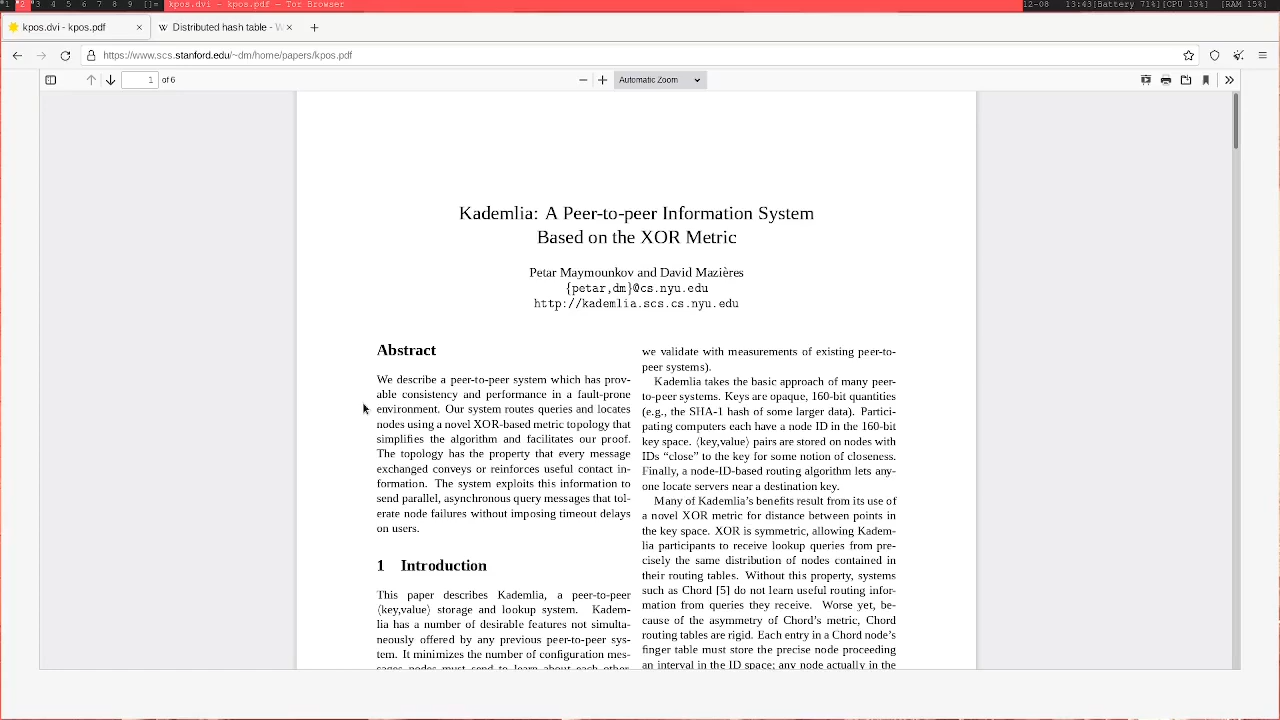 *1 *2 *3 4 5 6 7 8 9 []= kpos.dvi – kpos.pdf — Tor Browser 12-08 13:43[Battery 71%][CPU 13%] [RAM 15%]
kpos.dvi - kpos.pdf × W Distributed hash table - W ×
https://www.scs.stanford.edu/~dm/home/papers/kpos.pdf
1 of 6 Automatic Zoom
Kademlia: A Peer-to-peer Information System
Based on the XOR Metric
Petar Maymounkov and David Mazières
{petar,dm}@cs.nyu.edu
http://kademlia.scs.cs.nyu.edu
Abstract
We describe a peer-to-peer system which has prov-
able consistency and performance in a fault-prone
environment. Our system routes queries and locates
nodes using a novel XOR-based metric topology that
simplifies the algorithm and facilitates our proof.
The topology has the property that every message
exchanged conveys or reinforces useful contact in-
formation. The system exploits this information to
send parallel, asynchronous query messages that tol-
erate node failures without imposing timeout delays
on users.
1 Introduction
This paper describes Kademlia, a peer-to-peer
⟨key,value⟩ storage and lookup system. Kadem-
lia has a number of desirable features not simulta-
neously offered by any previous peer-to-peer sys-
tem. It minimizes the number of configuration mes-
sages nodes must send to learn about each other.
we validate with measurements of existing peer-to-
peer systems).
Kademlia takes the basic approach of many peer-
to-peer systems. Keys are opaque, 160-bit quantities
(e.g., the SHA-1 hash of some larger data). Partici-
pating computers each have a node ID in the 160-bit
key space. ⟨key,value⟩ pairs are stored on nodes with
IDs “close” to the key for some notion of closeness.
Finally, a node-ID-based routing algorithm lets any-
one locate servers near a destination key.
Many of Kademlia’s benefits result from its use of
a novel XOR metric for distance between points in
the key space. XOR is symmetric, allowing Kadem-
lia participants to receive lookup queries from pre-
cisely the same distribution of nodes contained in
their routing tables. Without this property, systems
such as Chord [5] do not learn useful routing infor-
mation from queries they receive. Worse yet, be-
cause of the asymmetry of Chord’s metric, Chord
routing tables are rigid. Each entry in a Chord node’s
finger table must store the precise node proceeding
an interval in the ID space; any node actually in the